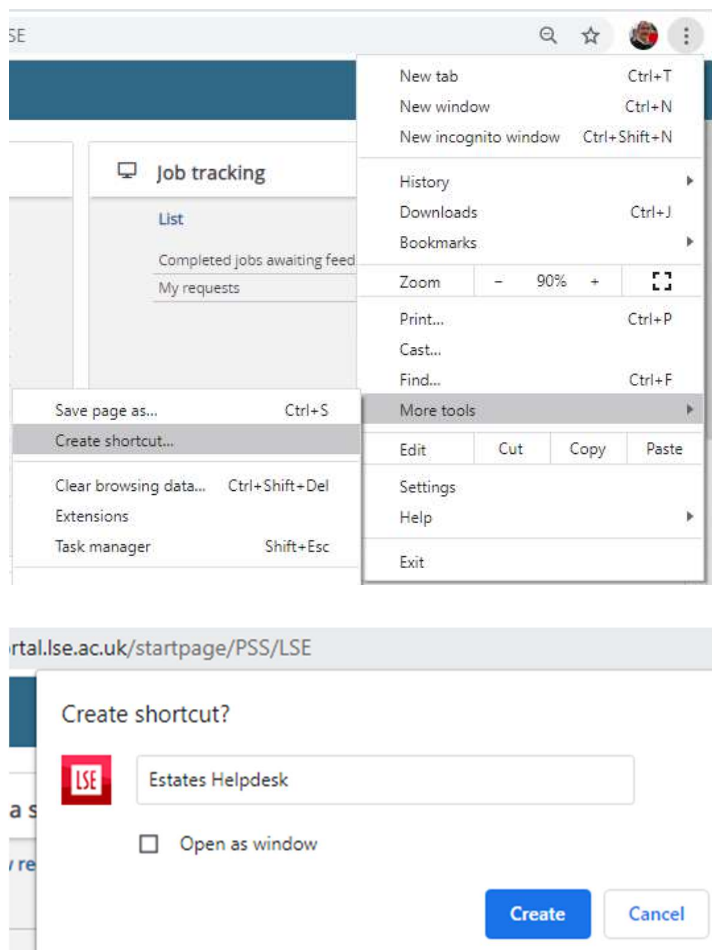 SE
New tab Ctrl+T
New window Ctrl+N
New incognito window Ctrl+Shift+N
Job tracking
History
List
Downloads Ctrl+J
Bookmarks
Completed jobs awaiting feed
Zoom - 90% +
My requests
Print... Ctrl+P
Cast...
Find... Ctrl+F
Save page as... Ctrl+S
More tools
Create shortcut...
Edit Cut Copy Paste
Clear browsing data... Ctrl+Shift+Del
Settings
Extensions
Help
Task manager Shift+Esc
Exit
rtal.lse.ac.uk/startpage/PSS/LSE
Create shortcut?
LSE
Estates Helpdesk
a s
Open as window
re
Create Cancel